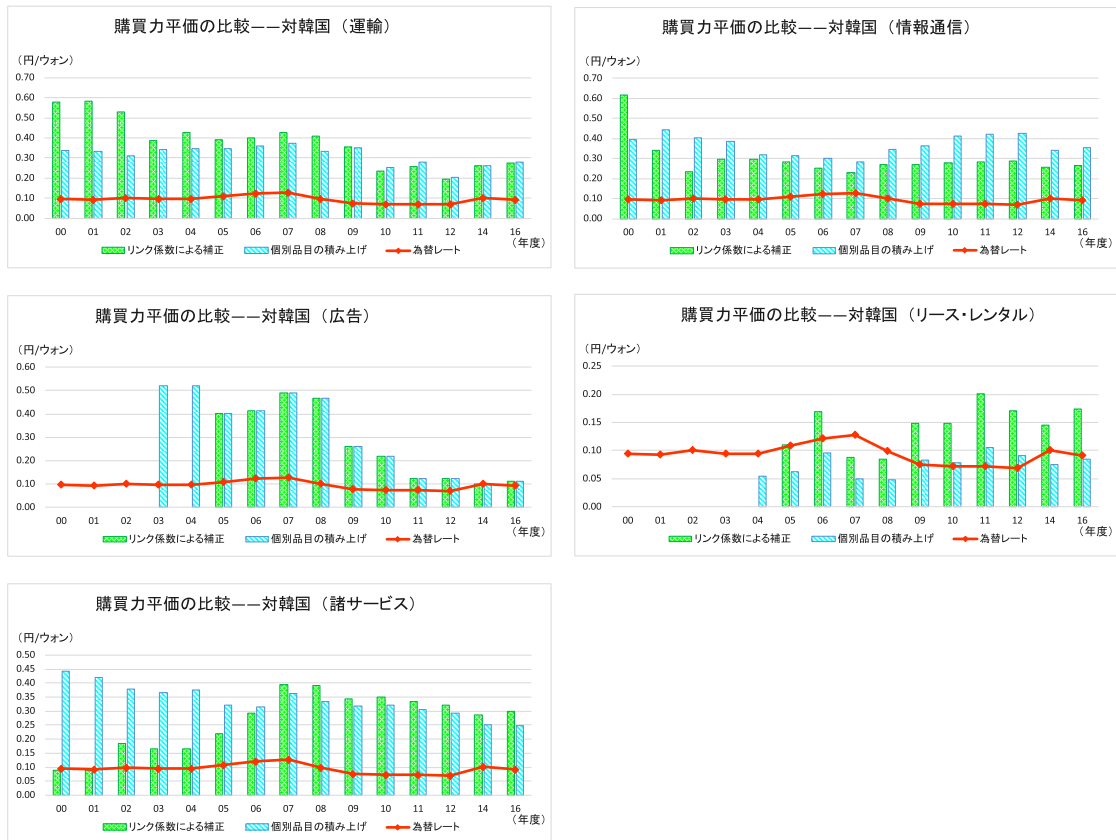 購買力平価の比較——対韓国（運輸）
（円/ウォン）
0.70
0.60
0.50
0.40
0.30
0.20
0.10
0.00
00 01 02 03 04 05 06 07 08 09 10 11 12 14 16
（年度）
リンク係数による補正 個別品目の積み上げ 為替レート
購買力平価の比較——対韓国（情報通信）
（円/ウォン）
0.70
0.60
0.50
0.40
0.30
0.20
0.10
0.00
00 01 02 03 04 05 06 07 08 09 10 11 12 14 16
（年度）
リンク係数による補正 個別品目の積み上げ 為替レート
購買力平価の比較——対韓国（広告）
（円/ウォン）
0.60
0.50
0.40
0.30
0.20
0.10
0.00
00 01 02 03 04 05 06 07 08 09 10 11 12 14 16
（年度）
リンク係数による補正 個別品目の積み上げ 為替レート
購買力平価の比較——対韓国（リース・レンタル）
（円/ウォン）
0.25
0.20
0.15
0.10
0.05
0.00
00 01 02 03 04 05 06 07 08 09 10 11 12 14 16
（年度）
リンク係数による補正 個別品目の積み上げ 為替レート
購買力平価の比較——対韓国（諸サービス）
（円/ウォン）
0.50
0.45
0.40
0.35
0.30
0.25
0.20
0.15
0.10
0.05
0.00
00 01 02 03 04 05 06 07 08 09 10 11 12 14 16
（年度）
リンク係数による補正 個別品目の積み上げ 為替レート